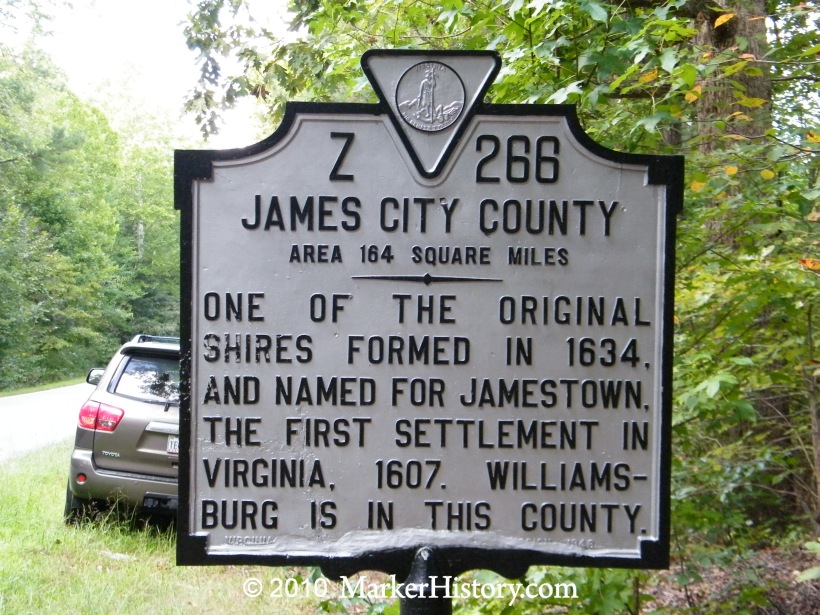 Z 266
JAMES CITY COUNTY
AREA 164 SQUARE MILES
ONE OF THE ORIGINAL
SHIRES FORMED IN 1634,
AND NAMED FOR JAMESTOWN,
THE FIRST SETTLEMENT IN
VIRGINIA, 1607. WILLIAMS-
BURG IS IN THIS COUNTY.
TOYOTA
© 2010 MarkerHistory.com